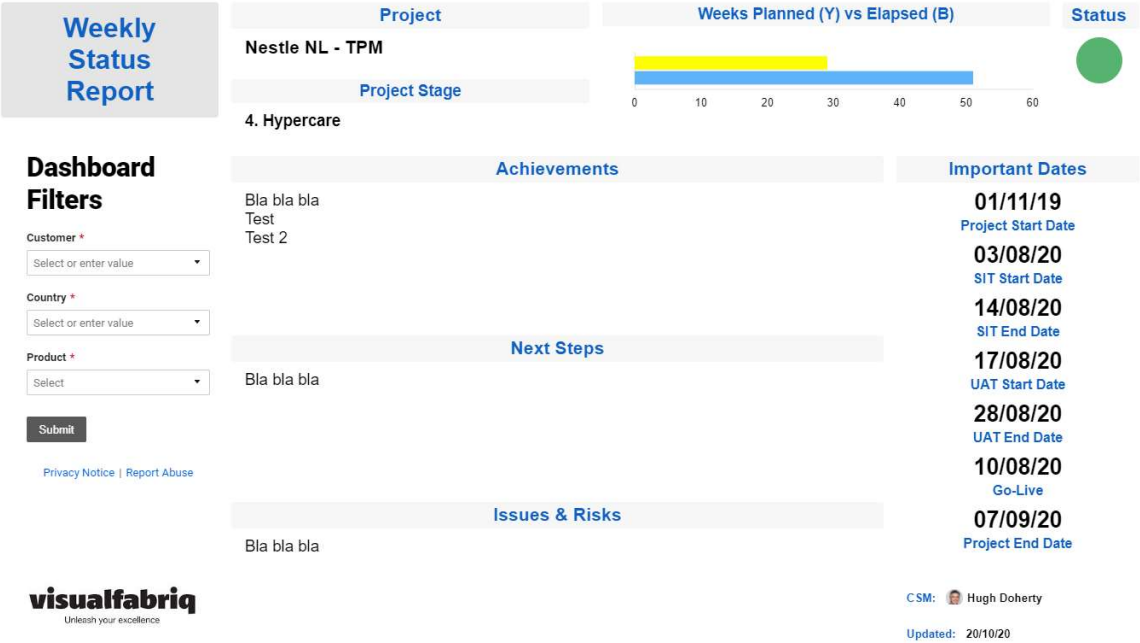 Weekly
Status
Report
Project
Nestle NL - TPM
Project Stage
4. Hypercare
Weeks Planned (Y) vs Elapsed (B)
0 10 20 30 40 50 60
Status
Dashboard
Filters
Customer *
Select or enter value
Country *
Select or enter value
Product *
Select
Submit
Privacy Notice | Report Abuse
visualfabriq
Unleash your excellence
Achievements
Bla bla bla
Test
Test 2
Next Steps
Bla bla bla
Issues & Risks
Bla bla bla
Important Dates
01/11/19
Project Start Date
03/08/20
SIT Start Date
14/08/20
SIT End Date
17/08/20
UAT Start Date
28/08/20
UAT End Date
10/08/20
Go-Live
07/09/20
Project End Date
CSM: Hugh Doherty
Updated: 20/10/20